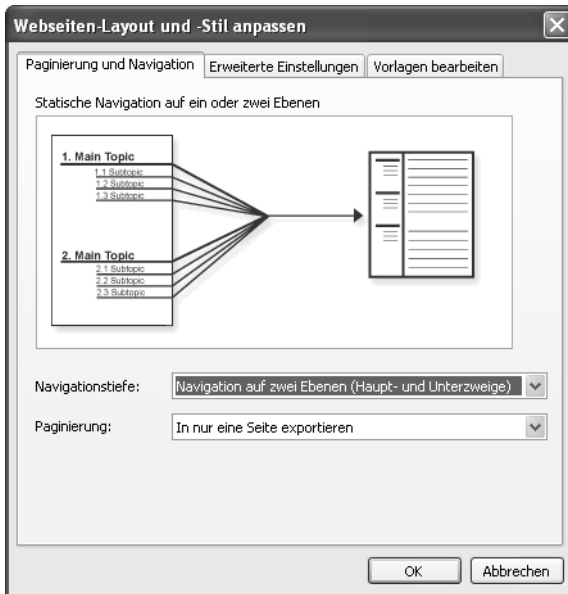 Webseiten-Layout und -Stil anpassen
Paginierung und Navigation
Erweiterte Einstellungen
Vorlagen bearbeiten
Statische Navigation auf ein oder zwei Ebenen
1. Main Topic
1.1 Subtopic
1.2 Subtopic
1.3 Subtopic
2. Main Topic
2.1 Subtopic
2.2 Subtopic
2.3 Subtopic
Navigationstiefe: Navigation auf zwei Ebenen (Haupt- und Unterzweige)
Paginierung: In nur eine Seite exportieren
OK
Abbrechen